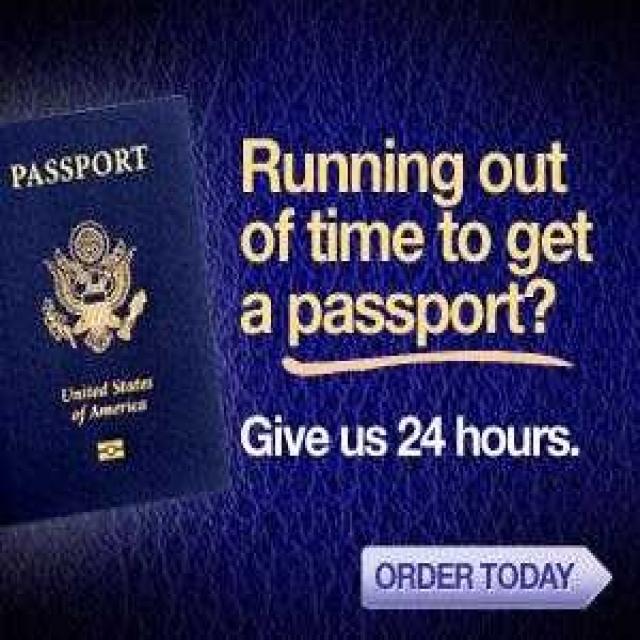 PASSPORT
United States
of America
Running out
of time to get
a passport?
Give us 24 hours.
ORDER TODAY